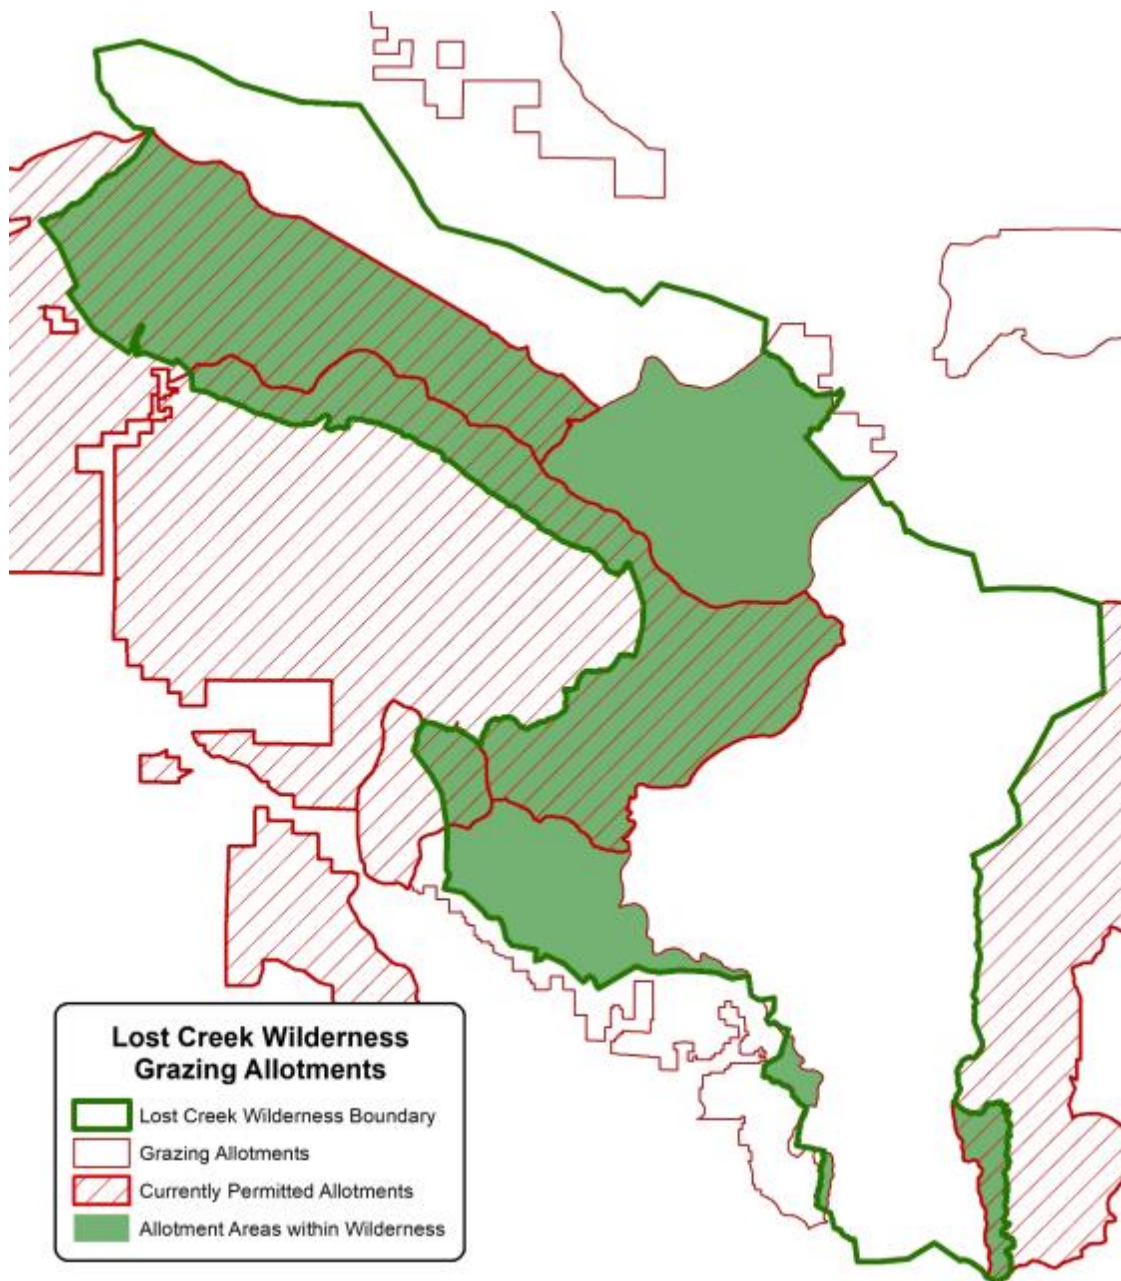 Lost Creek Wilderness
Grazing Allotments
Lost Creek Wilderness Boundary
Grazing Allotments
Currently Permitted Allotments
Allotment Areas within Wilderness